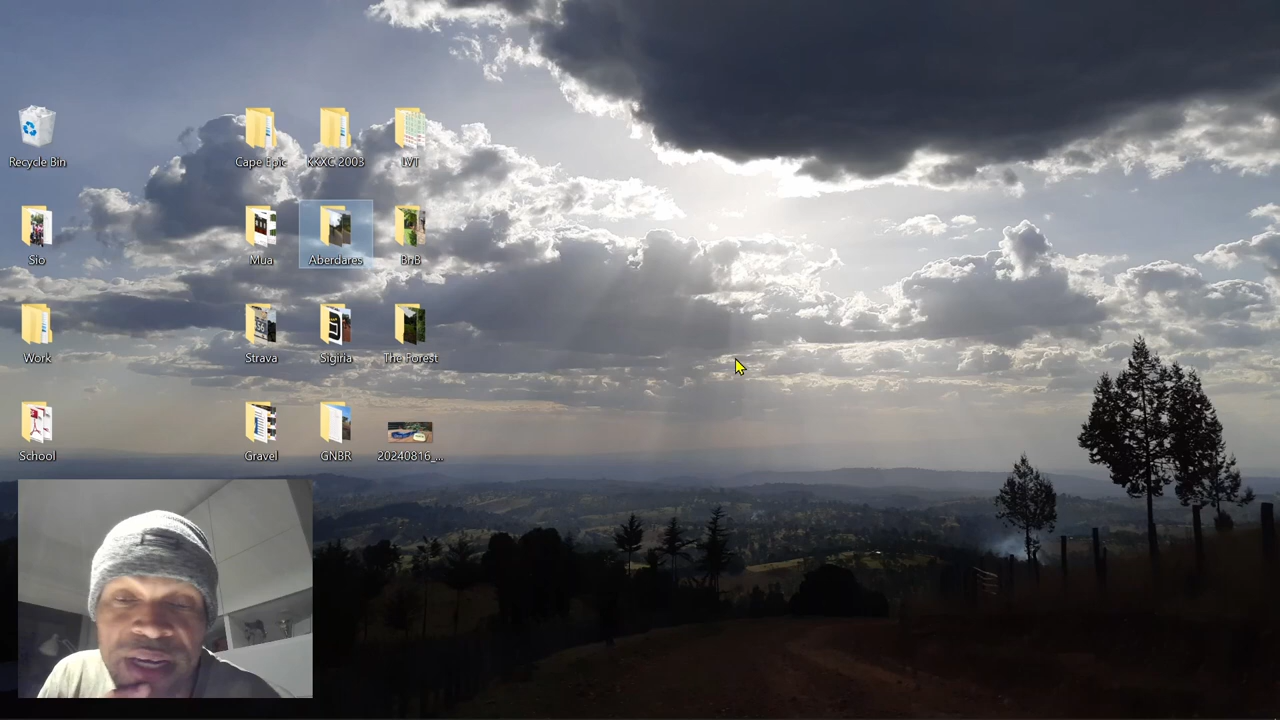 Recycle Bin
Cape Epic
KKXC 2003
LVT
Sio
Mua
Aberdares
BnB
Work
Strava
Sigiria
The Forest
School
Gravel
GNBR
20240816_...